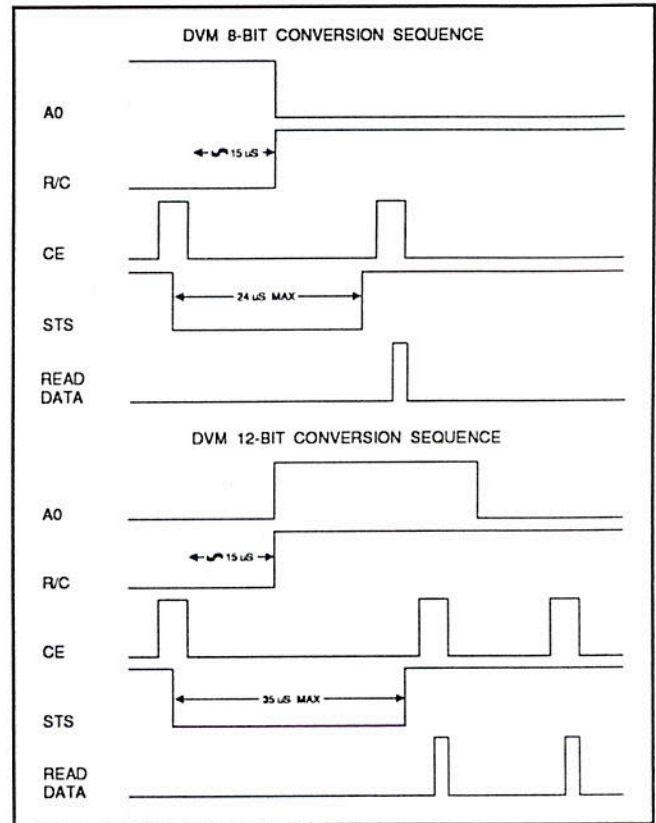 DVM 8-BIT CONVERSION SEQUENCE
A0
15 uS
R/C
CE
24 uS MAX
STS
READ
DATA
DVM 12-BIT CONVERSION SEQUENCE
A0
15 uS
R/C
CE
35 uS MAX
STS
READ
DATA